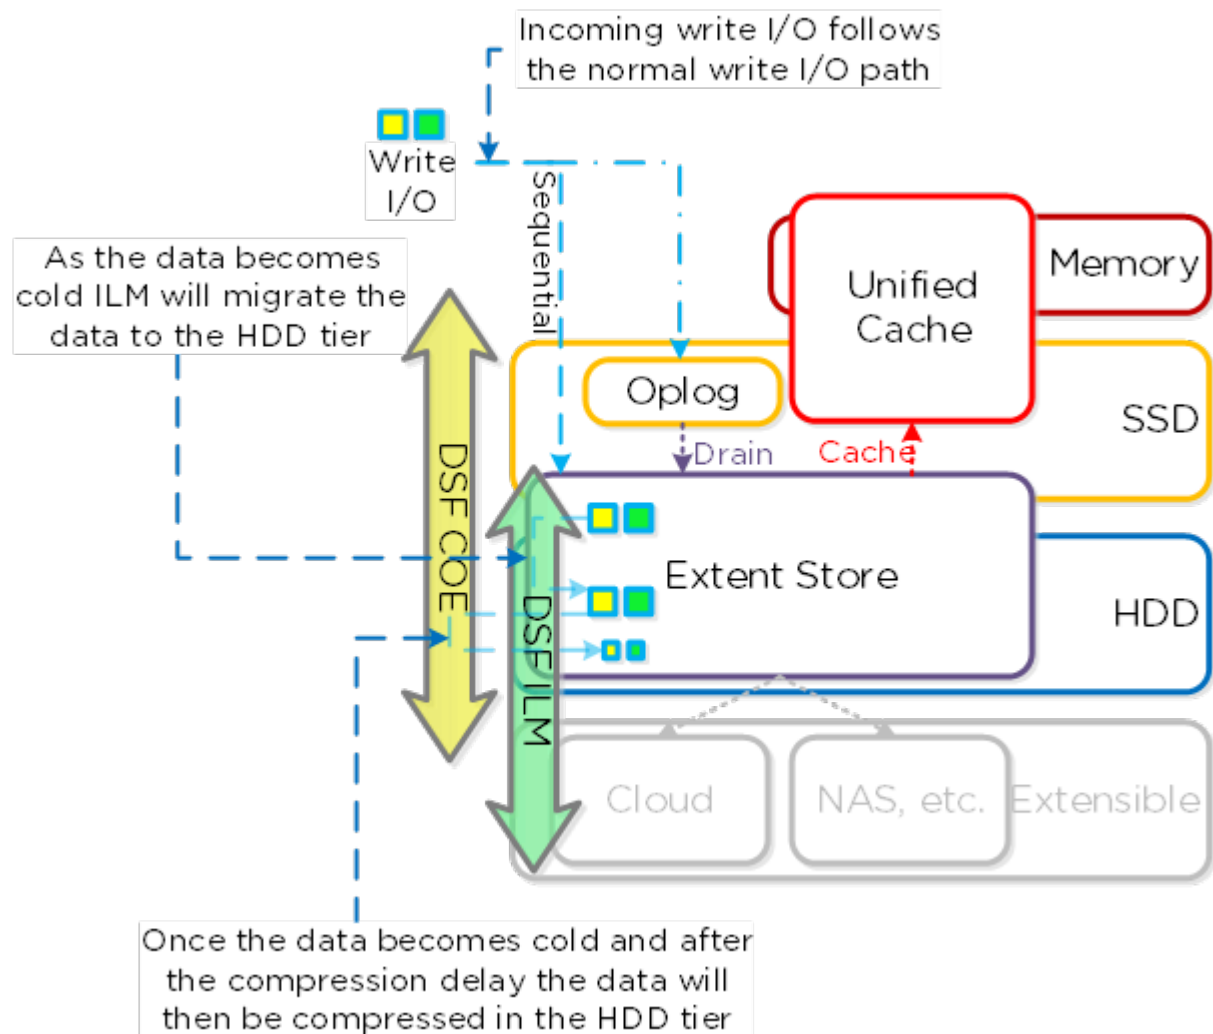 Incoming write I/O follows
the normal write I/O path
Write
I/O
Sequential
As the data becomes
cold ILM will migrate the
data to the HDD tier
Unified
Cache
Memory
Oplog
SSD
Drain
Cache
DSF COE
DSF ILM
Extent Store
HDD
Cloud
NAS, etc.
Extensible
Once the data becomes cold and after
the compression delay the data will
then be compressed in the HDD tier